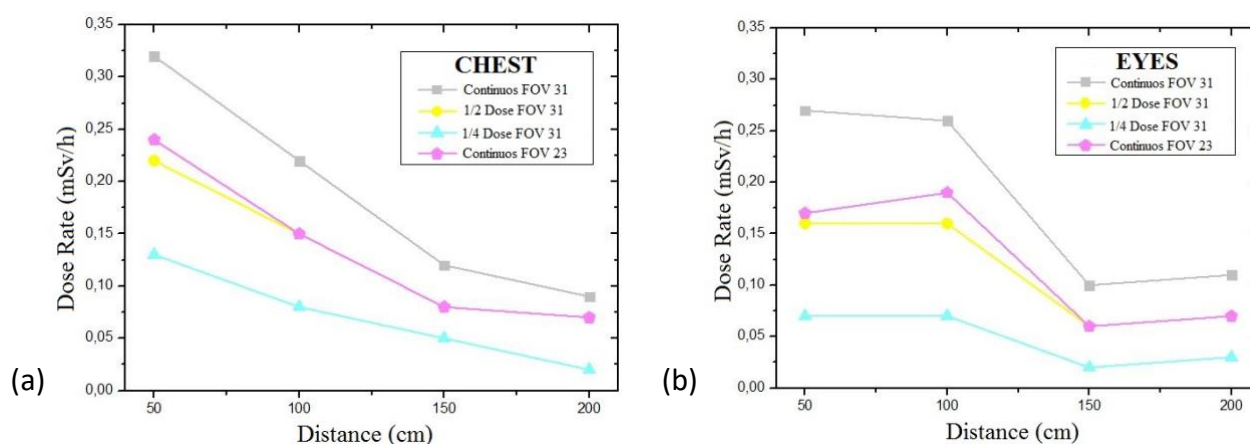 CHEST
Continuos FOV 31
1/2 Dose FOV 31
1/4 Dose FOV 31
Continuos FOV 23
0,35
0,30
0,25
0,20
0,15
0,10
0,05
0,00
Dose Rate (mSv/h)
50
100
150
200
Distance (cm)
(a)
EYES
Continuos FOV 31
1/2 Dose FOV 31
1/4 Dose FOV 31
Continuos FOV 23
0,35
0,30
0,25
0,20
0,15
0,10
0,05
0,00
Dose Rate (mSv/h)
50
100
150
200
Distance (cm)
(b)